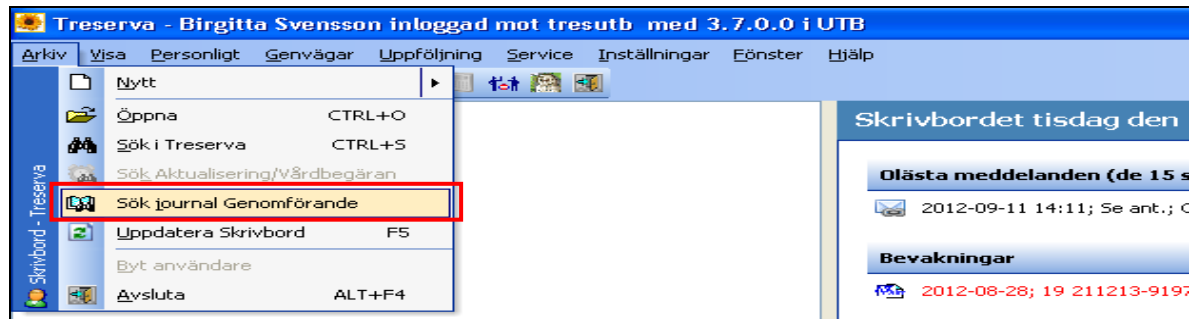 Treserva - Birgitta Svensson inloggad mot tresutb med 3.7.0.0 i UTB
Arkiv Visa Personligt Genvägar Uppföljning Service Inställningar Fönster Hjälp
Nytt
Öppna CTRL+O
Sök i Treserva CTRL+S
Sök Aktualisering/Vårdbegäran
Sök journal Genomförande
Uppdatera Skrivbord F5
Byt användare
Avsluta ALT+F4
Skrivbord - Treserva
Skrivbordet tisdag den
Olästa meddelanden (de 15 s
2012-09-11 14:11; Se ant.;
Bevakningar
2012-08-28; 19 211213-9197